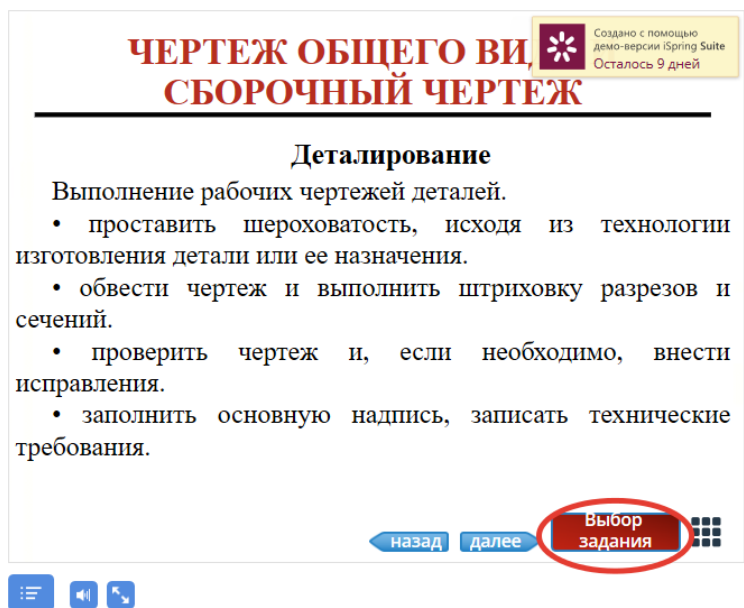 ЧЕРТЕЖ ОБЩЕГО
СБОРОЧНЫЙ ЧЕРТЕЖ
Создано с помощью
демо-версии iSpring Suite
Осталось 9 дней
Деталирование
Выполнение рабочих чертежей деталей.
• проставить шероховатость, исходя из технологии
изготовления детали или ее назначения.
• обвести чертеж и выполнить штриховку разрезов и
сечений.
• проверить чертеж и, если необходимо, внести
исправления.
• заполнить основную надпись, записать технические
требования.
назад
далее
Выбор
задания